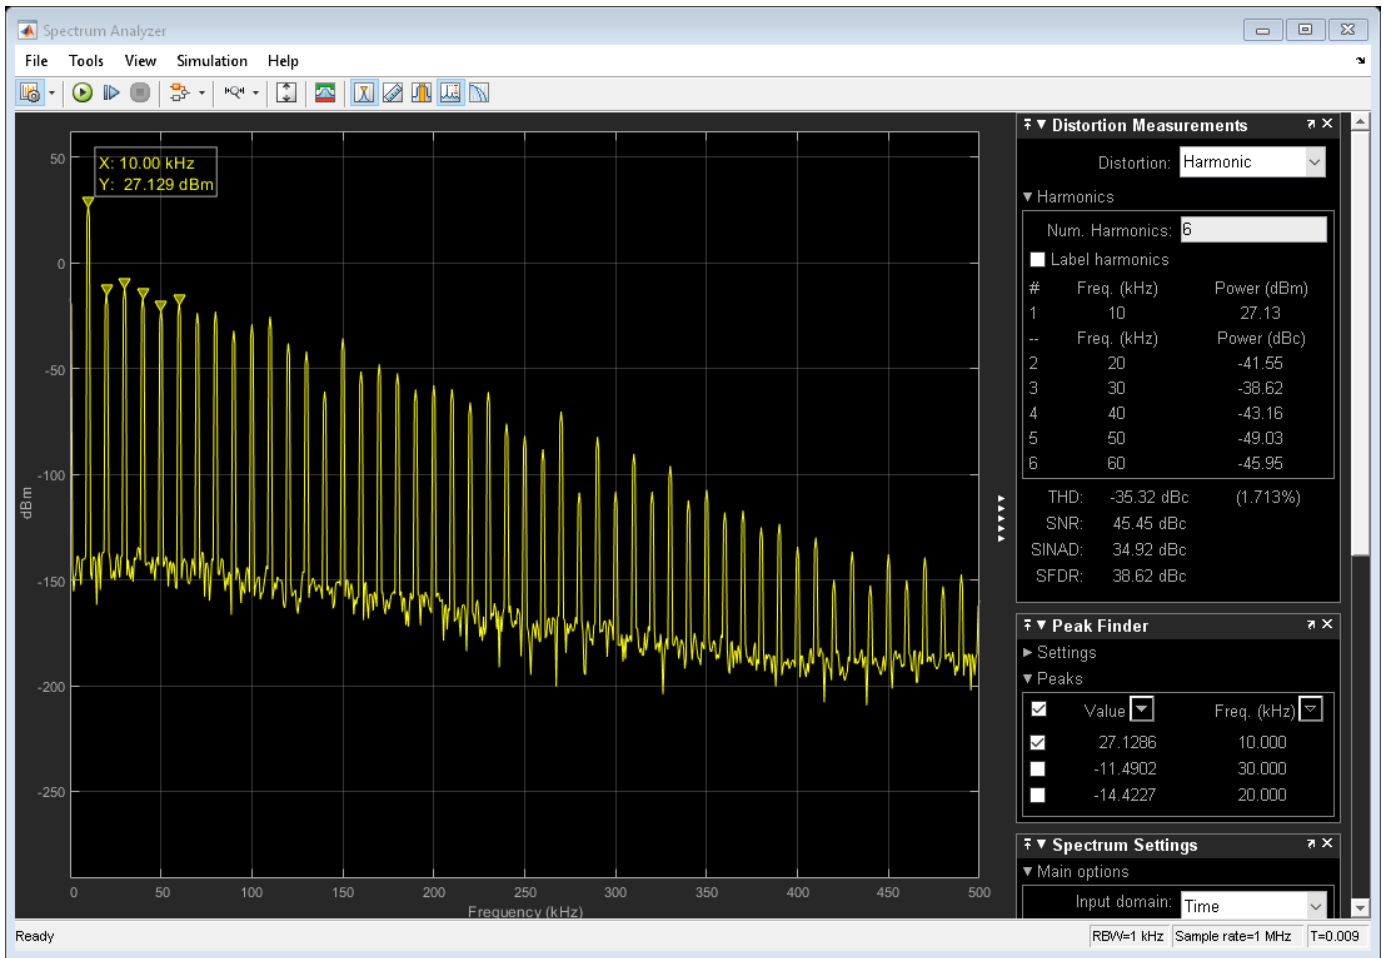 Spectrum Analyzer
File Tools View Simulation Help
X: 10.00 kHz
Y: 27.129 dBm
50
0
-50
-100
-150
-200
-250
dBm
0 50 100 150 200 250 300 350 400 450 500
Frequency (kHz)
Distortion Measurements
Distortion: Harmonic
Harmonics
Num. Harmonics: 6
Label harmonics
# Freq. (kHz) Power (dBm)
1 10 27.13
-- Freq. (kHz) Power (dBc)
2 20 -41.55
3 30 -38.62
4 40 -43.16
5 50 -49.03
6 60 -45.95
THD: -35.32 dBc (1.713%)
SNR: 45.45 dBc
SINAD: 34.92 dBc
SFDR: 38.62 dBc
Peak Finder
Settings
Peaks
Value Freq. (kHz)
27.1286 10.000
-11.4902 30.000
-14.4227 20.000
Spectrum Settings
Main options
Input domain: Time
Ready RBW=1 kHz Sample rate=1 MHz T=0.009